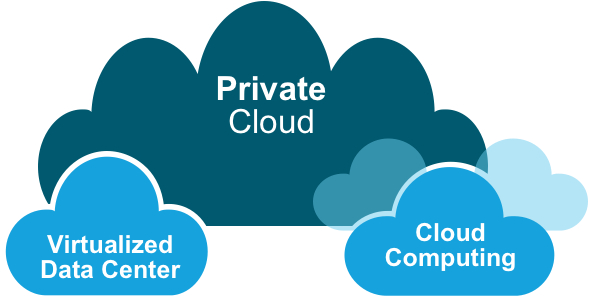 Private
Cloud
Virtualized
Data Center
Cloud
Computing